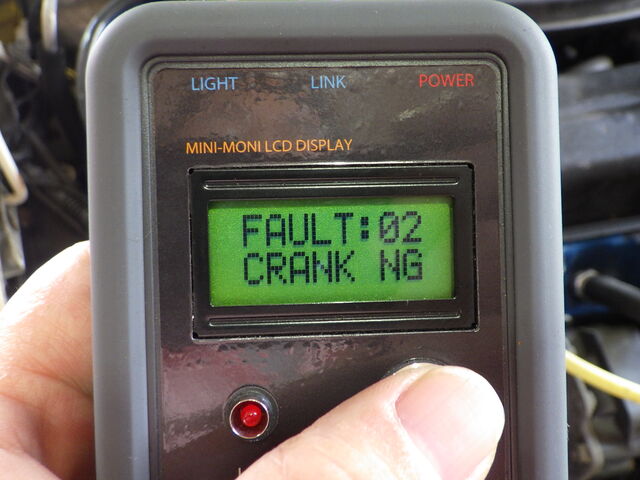 LIGHT LINK POWER
MINI-MONI LCD DISPLAY
FAULT:02
CRANK NG